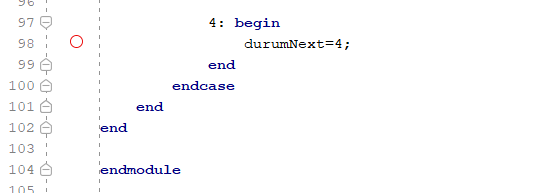 96
97 4: begin
98 durumNext=4;
99 end
100 endcase
101 end
102 end
103
104 endmodule
105